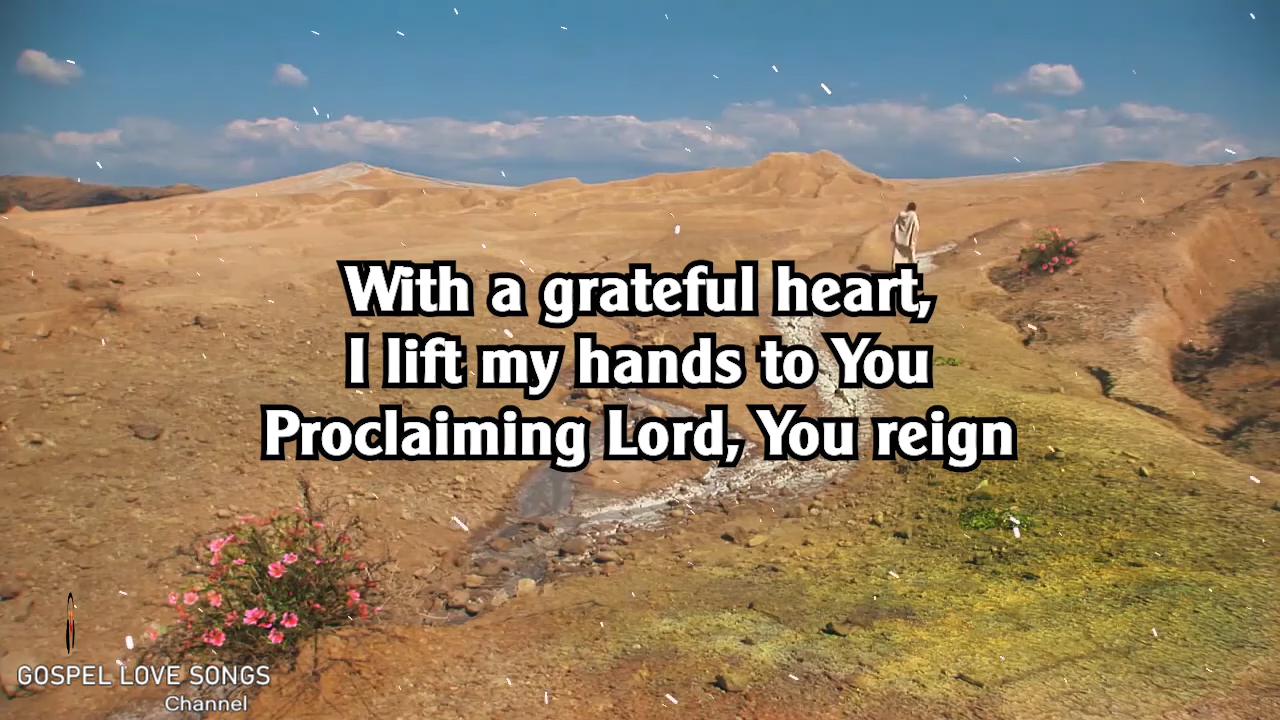 With a grateful heart,
I lift my hands to You
Proclaiming Lord, You reign
GOSPEL LOVE SONGS
Channel